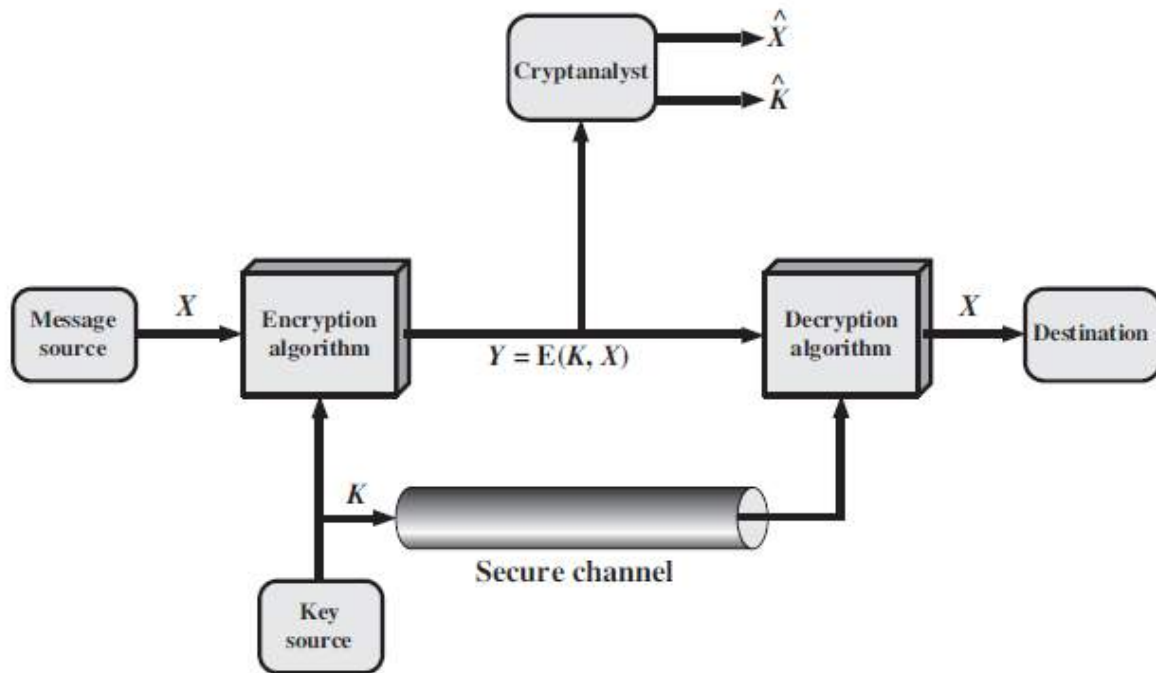 X̂
Cryptanalyst
K̂
Message
source
X
Encryption
algorithm
Y = E(K, X)
Decryption
algorithm
X
Destination
K
Secure channel
Key
source